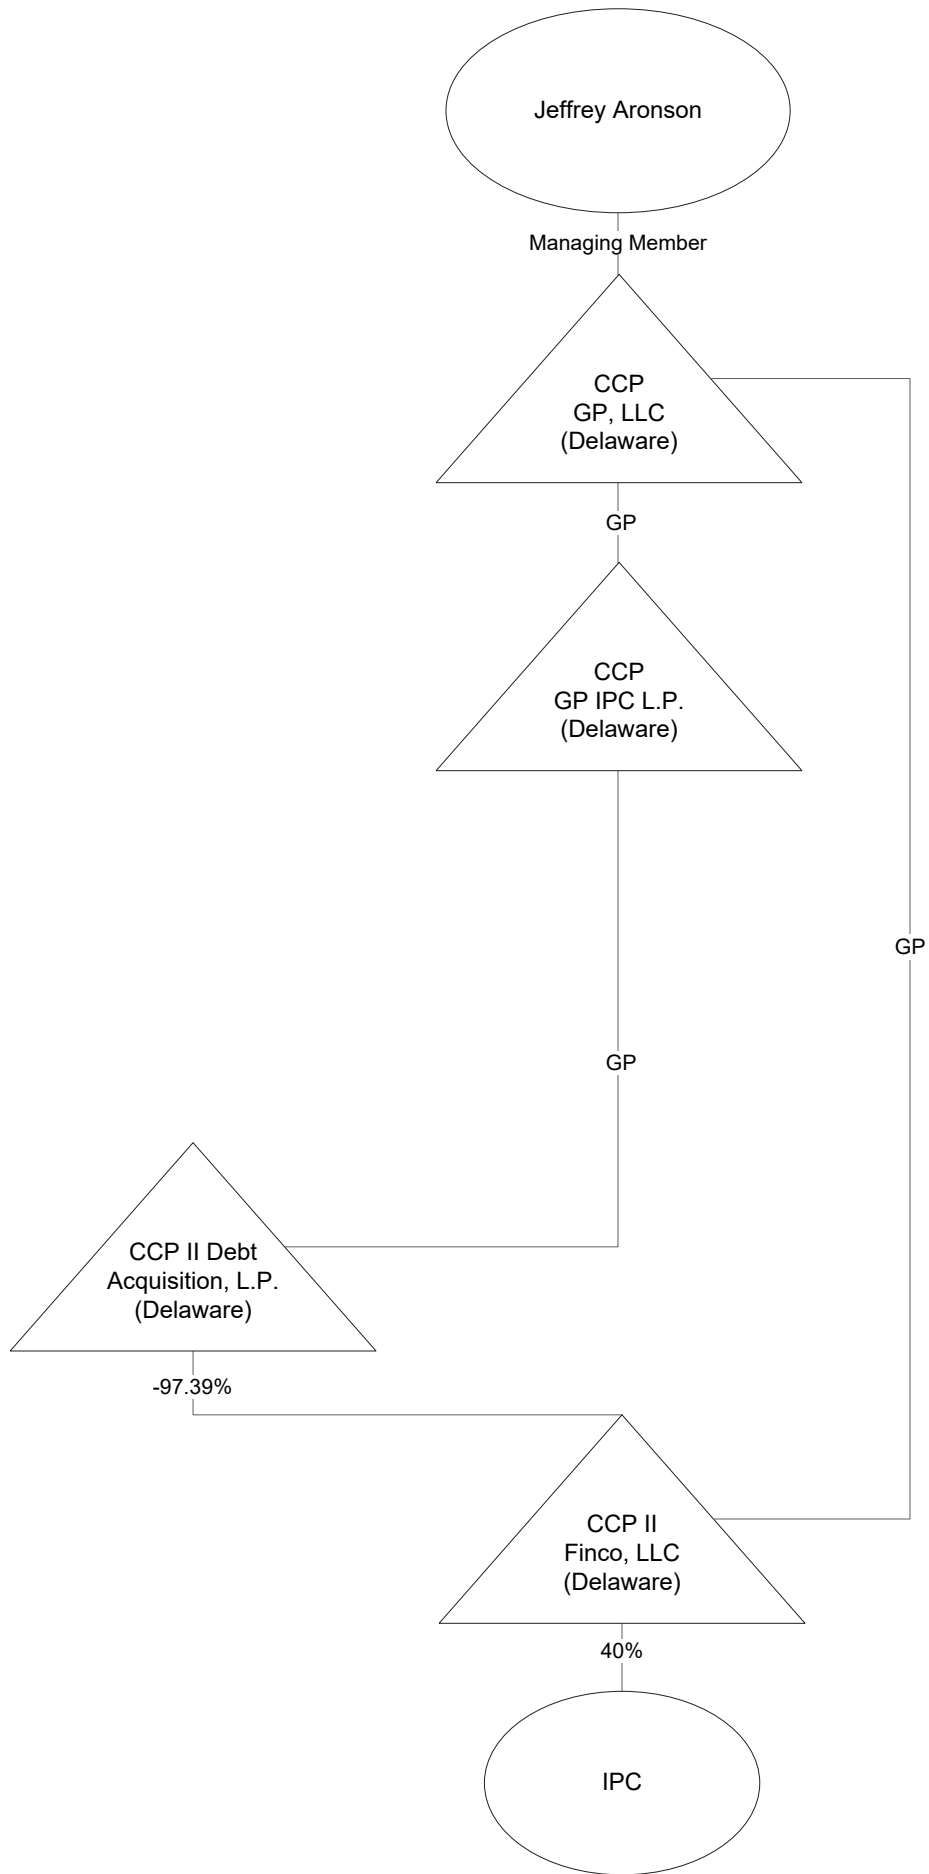 Jeffrey Aronson
Managing Member
CCP
GP, LLC
(Delaware)
GP
CCP
GP IPC L.P.
(Delaware)
GP
GP
CCP II Debt
Acquisition, L.P.
(Delaware)
-97.39%
CCP II
Finco, LLC
(Delaware)
40%
IPC